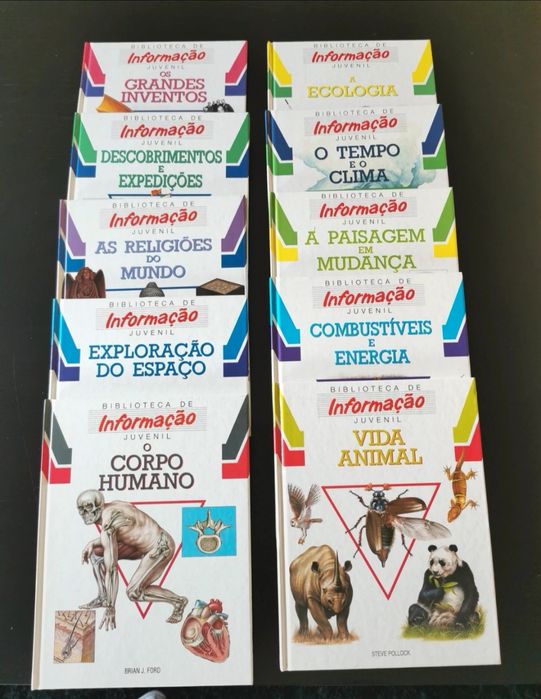 BIBLIOTECA DE
Informação
JUVENIL
OS
GRANDES
INVENTOS
BIBLIOTECA DE
Informação
JUVENIL
DESCOBRIMENTOS
E
EXPEDIÇÕES
BIBLIOTECA DE
Informação
JUVENIL
AS RELIGIÕES
DO
MUNDO
BIBLIOTECA DE
Informação
JUVENIL
EXPLORAÇÃO
DO ESPAÇO
BIBLIOTECA DE
Informação
JUVENIL
O
CORPO
HUMANO
BRIAN J. FORD
BIBLIOTECA DE
Informação
JUVENIL
A
ECOLOGIA
BIBLIOTECA DE
Informação
JUVENIL
O TEMPO
E O
CLIMA
BIBLIOTECA DE
Informação
JUVENIL
A PAISAGEM
EM
MUDANÇA
BIBLIOTECA DE
Informação
JUVENIL
COMBUSTÍVEIS
E
ENERGIA
BIBLIOTECA DE
Informação
JUVENIL
VIDA
ANIMAL
STEVE POLLOCK